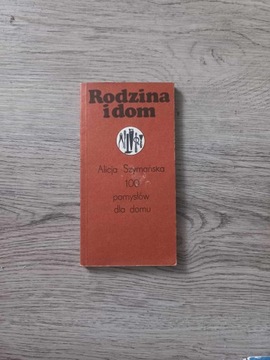 Rodzina
i dom
Alicja Szymańska
100
pomysłów
dla domu